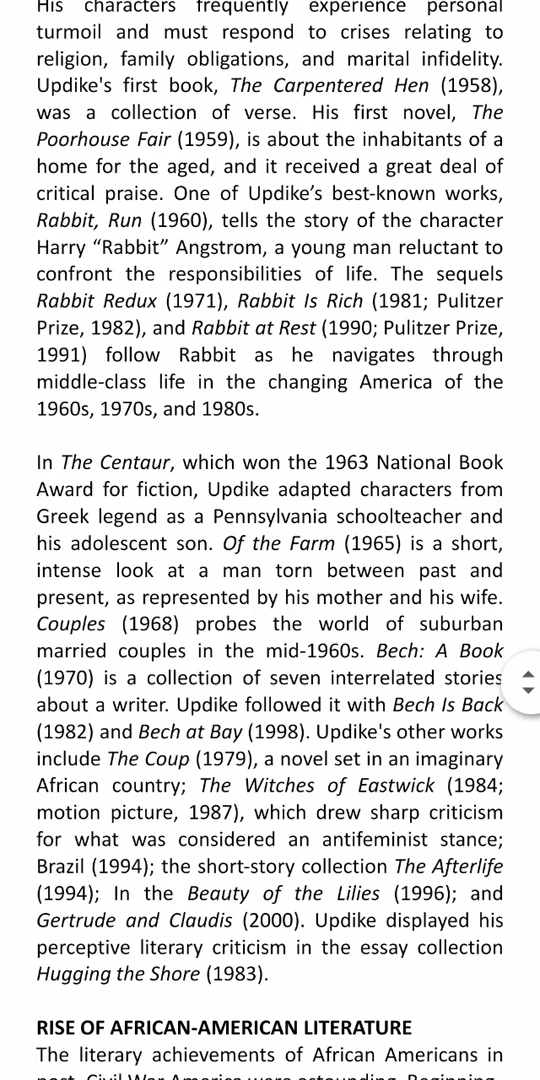 His characters frequently experience personal
turmoil and must respond to crises relating to
religion, family obligations, and marital infidelity.
Updike's first book, The Carpentered Hen (1958),
was a collection of verse. His first novel, The
Poorhouse Fair (1959), is about the inhabitants of a
home for the aged, and it received a great deal of
critical praise. One of Updike’s best-known works,
Rabbit, Run (1960), tells the story of the character
Harry “Rabbit” Angstrom, a young man reluctant to
confront the responsibilities of life. The sequels
Rabbit Redux (1971), Rabbit Is Rich (1981; Pulitzer
Prize, 1982), and Rabbit at Rest (1990; Pulitzer Prize,
1991) follow Rabbit as he navigates through
middle-class life in the changing America of the
1960s, 1970s, and 1980s.
In The Centaur, which won the 1963 National Book
Award for fiction, Updike adapted characters from
Greek legend as a Pennsylvania schoolteacher and
his adolescent son. Of the Farm (1965) is a short,
intense look at a man torn between past and
present, as represented by his mother and his wife.
Couples (1968) probes the world of suburban
married couples in the mid-1960s. Bech: A Book
(1970) is a collection of seven interrelated stories
about a writer. Updike followed it with Bech Is Back
(1982) and Bech at Bay (1998). Updike's other works
include The Coup (1979), a novel set in an imaginary
African country; The Witches of Eastwick (1984;
motion picture, 1987), which drew sharp criticism
for what was considered an antifeminist stance;
Brazil (1994); the short-story collection The Afterlife
(1994); In the Beauty of the Lilies (1996); and
Gertrude and Claudis (2000). Updike displayed his
perceptive literary criticism in the essay collection
Hugging the Shore (1983).
RISE OF AFRICAN-AMERICAN LITERATURE
The literary achievements of African Americans in
post- Civil War America were astounding. Beginning